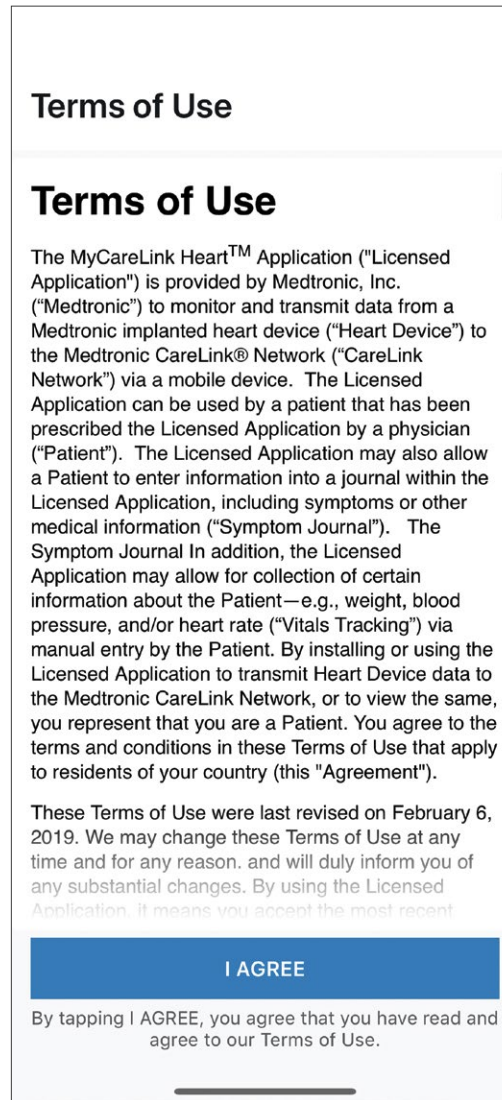 Terms of Use
Terms of Use
The MyCareLink Heart™ Application ("Licensed
Application") is provided by Medtronic, Inc.
(“Medtronic”) to monitor and transmit data from a
Medtronic implanted heart device (“Heart Device”) to
the Medtronic CareLink® Network (“CareLink
Network”) via a mobile device.  The Licensed
Application can be used by a patient that has been
prescribed the Licensed Application by a physician
(“Patient”).  The Licensed Application may also allow
a Patient to enter information into a journal within the
Licensed Application, including symptoms or other
medical information (“Symptom Journal”).   The
Symptom Journal In addition, the Licensed
Application may allow for collection of certain
information about the Patient—e.g., weight, blood
pressure, and/or heart rate (“Vitals Tracking”) via
manual entry by the Patient. By installing or using the
Licensed Application to transmit Heart Device data to
the Medtronic CareLink Network, or to view the same,
you represent that you are a Patient. You agree to the
terms and conditions in these Terms of Use that apply
to residents of your country (this "Agreement").
These Terms of Use were last revised on February 6,
2019. We may change these Terms of Use at any
time and for any reason. and will duly inform you of
any substantial changes. By using the Licensed
Application, it means you accept the most recent
I AGREE
By tapping I AGREE, you agree that you have read and
agree to our Terms of Use.